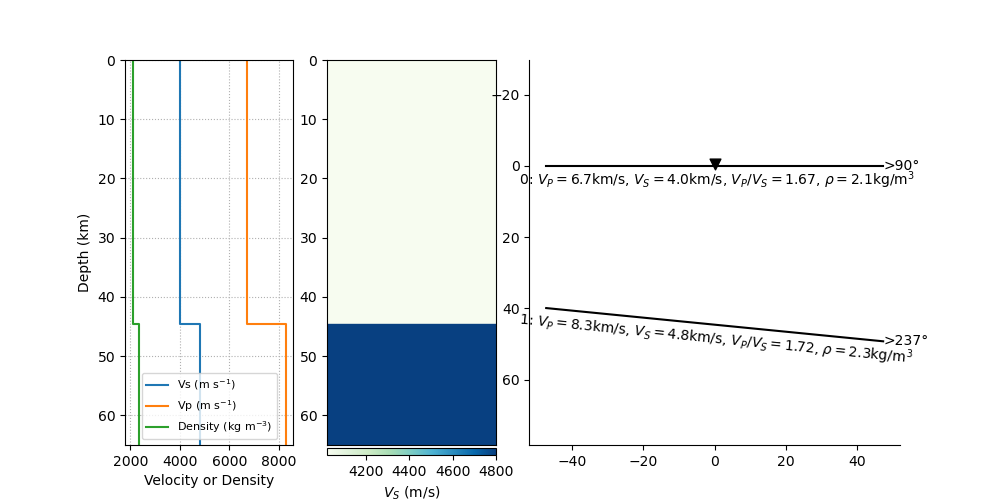 0
10
20
30
40
50
60
2000 4000 6000 8000
Depth (km)
Velocity or Density
Vs (m s⁻¹)
Vp (m s⁻¹)
Density (kg m⁻³)
0
10
20
30
40
50
60
4200 4400 4600 4800
V_S (m/s)
−20
0
20
40
60
−40 −20 0 20 40
>90°
0: V_P = 6.7km/s, V_S = 4.0km/s, V_P/V_S = 1.67, ρ = 2.1kg/m³
>237°
1: V_P = 8.3km/s, V_S = 4.8km/s, V_P/V_S = 1.72, ρ = 2.3kg/m³